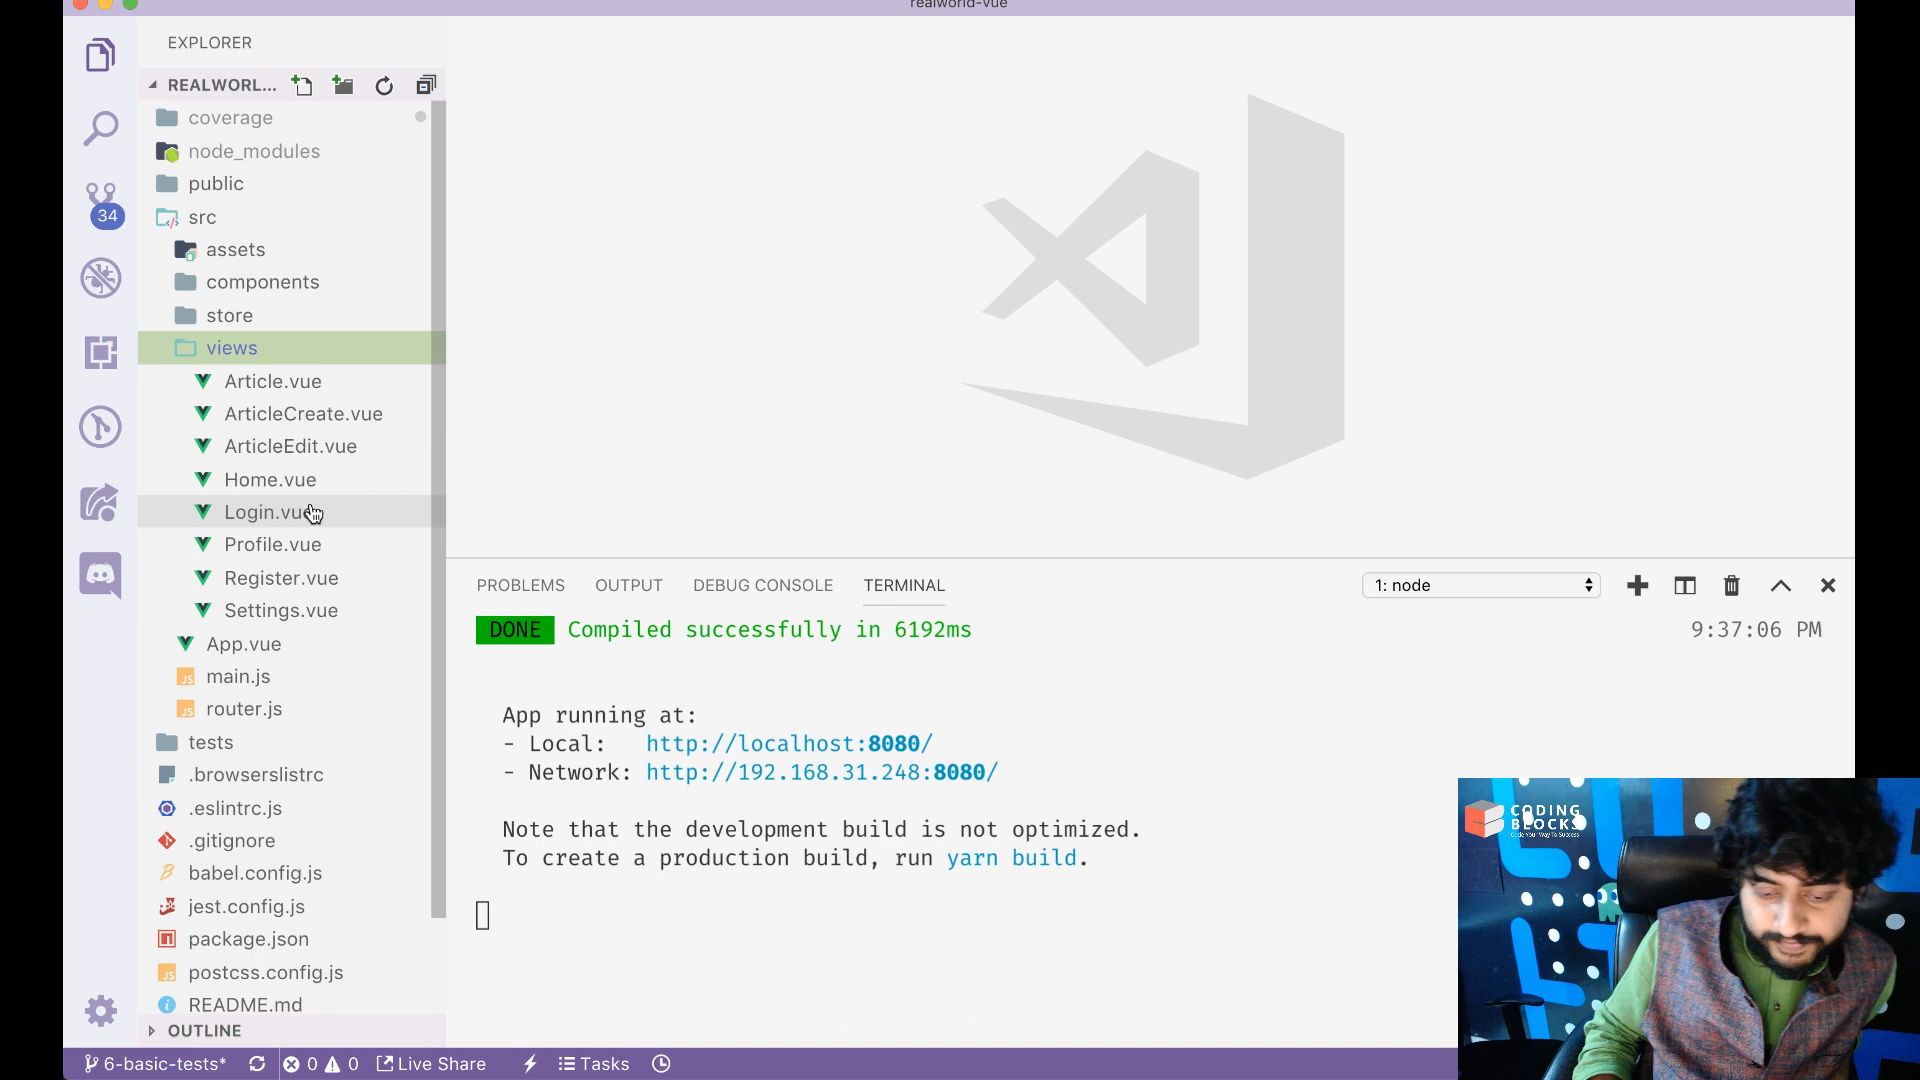 realworld-vue
EXPLORER
REALWORL...
coverage
node_modules
public
src
assets
components
store
views
Article.vue
ArticleCreate.vue
ArticleEdit.vue
Home.vue
Login.vue
Profile.vue
Register.vue
Settings.vue
App.vue
main.js
router.js
tests
.browserslistrc
.eslintrc.js
.gitignore
babel.config.js
jest.config.js
package.json
postcss.config.js
README.md
OUTLINE
34
PROBLEMS OUTPUT DEBUG CONSOLE TERMINAL 1: node
DONE Compiled successfully in 6192ms 9:37:06 PM
App running at:
- Local: http://localhost:8080/
- Network: http://192.168.31.248:8080/
Note that the development build is not optimized.
To create a production build, run yarn build.
CODING
BLOCKS
Code Your Way To Success
6-basic-tests* 0 0 Live Share Tasks